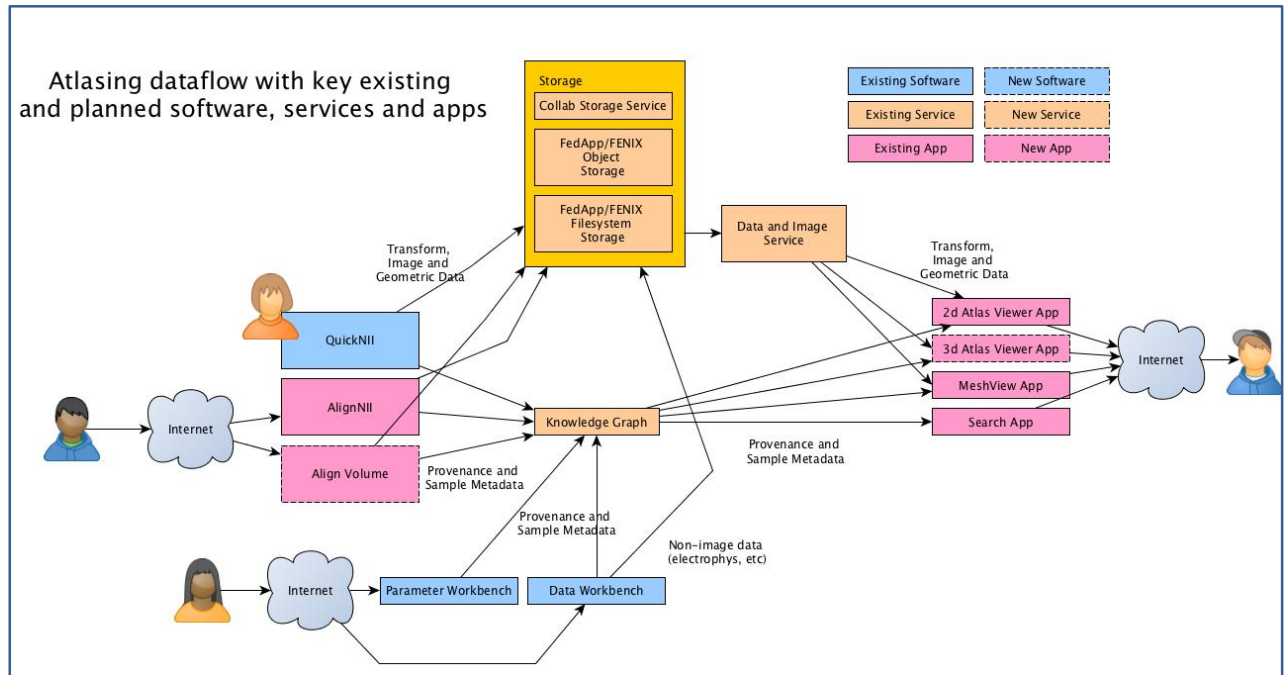 Atlasing dataflow with key existing
and planned software, services and apps
Storage
Collab Storage Service
FedApp/FENIX
Object
Storage
FedApp/FENIX
Filesystem
Storage
Existing Software
New Software
Existing Service
New Service
Existing App
New App
Data and Image
Service
Transform,
Image and
Geometric Data
Transform,
Image and
Geometric Data
QuickNII
AlignNII
Align Volume
Internet
Knowledge Graph
2d Atlas Viewer App
3d Atlas Viewer App
MeshView App
Search App
Internet
Provenance and
Sample Metadata
Provenance and
Sample Metadata
Provenance and
Sample Metadata
Non-image data
(electrophys, etc)
Internet
Parameter Workbench
Data Workbench